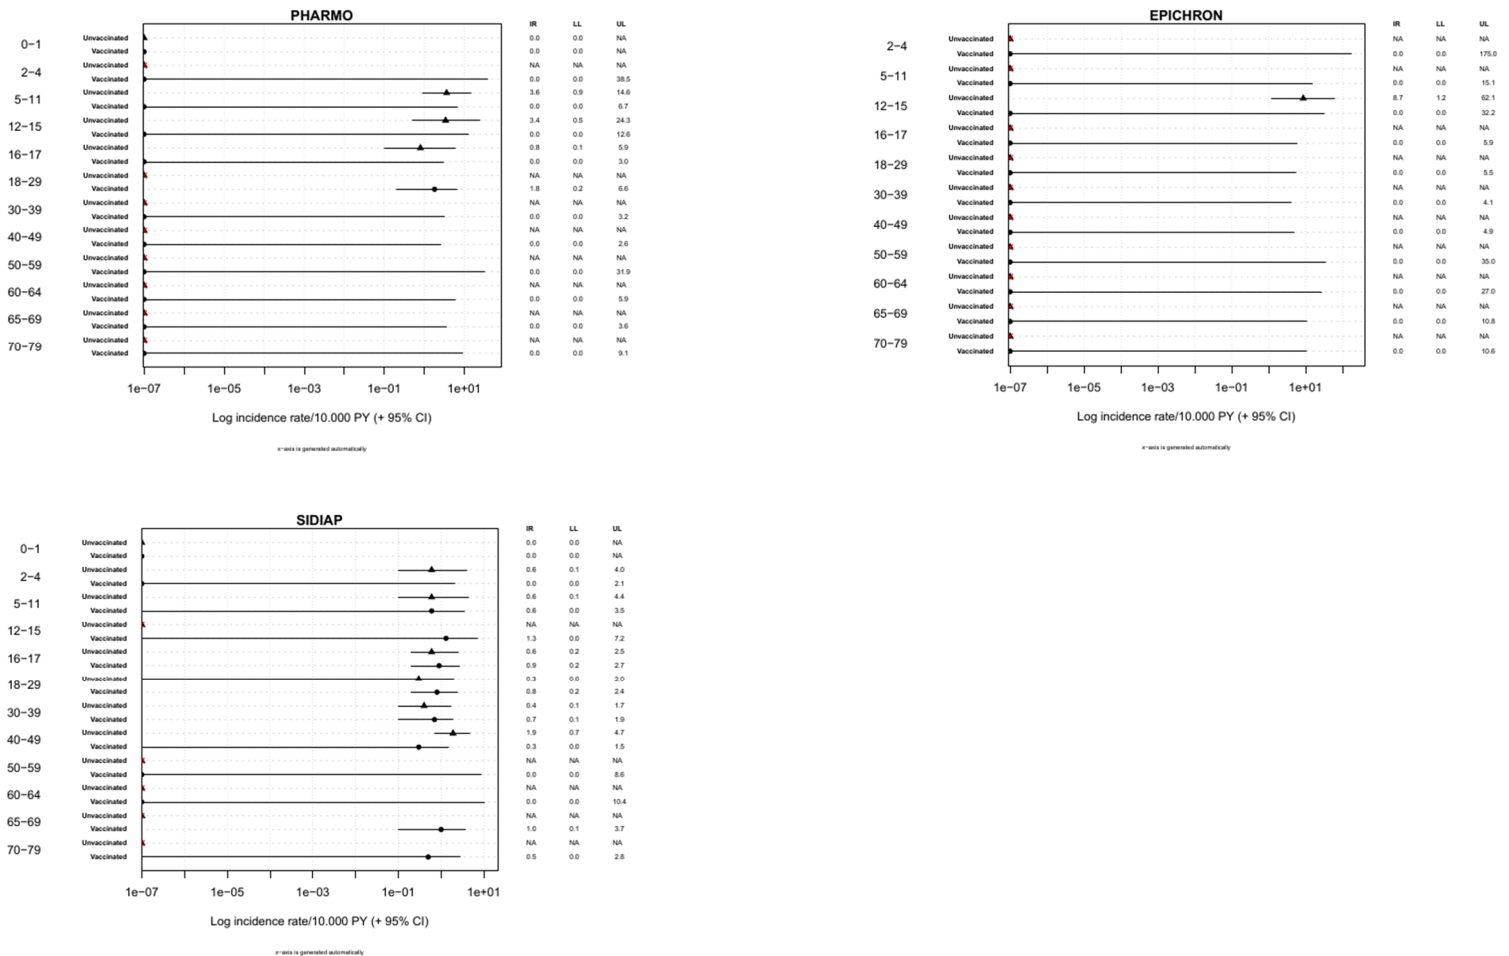 PHARMO
IR LL UL
0−1
Unvaccinated 0.0 0.0 NA
Vaccinated 0.0 0.0 NA
2−4
Unvaccinated NA NA NA
Vaccinated 0.0 0.0 38.5
5−11
Unvaccinated 3.6 0.9 14.6
Vaccinated 0.0 0.0 6.7
12−15
Unvaccinated 3.4 0.5 24.3
Vaccinated 0.0 0.0 12.6
16−17
Unvaccinated 0.8 0.1 5.9
Vaccinated 0.0 0.0 3.0
18−29
Unvaccinated NA NA NA
Vaccinated 1.8 0.2 6.6
30−39
Unvaccinated NA NA NA
Vaccinated 0.0 0.0 3.2
40−49
Unvaccinated NA NA NA
Vaccinated 0.0 0.0 2.6
50−59
Unvaccinated NA NA NA
Vaccinated 0.0 0.0 31.9
60−64
Unvaccinated NA NA NA
Vaccinated 0.0 0.0 5.9
65−69
Unvaccinated NA NA NA
Vaccinated 0.0 0.0 3.6
70−79
Unvaccinated NA NA NA
Vaccinated 0.0 0.0 9.1
1e−07 1e−05 1e−03 1e−01 1e+01
Log incidence rate/10.000 PY (+ 95% CI)
x−axis is generated automatically
EPICHRON
IR LL UL
2−4
Unvaccinated NA NA NA
Vaccinated 0.0 0.0 175.0
5−11
Unvaccinated NA NA NA
Vaccinated 0.0 0.0 15.1
12−15
Unvaccinated 8.7 1.2 62.1
Vaccinated 0.0 0.0 32.2
16−17
Unvaccinated NA NA NA
Vaccinated 0.0 0.0 5.9
18−29
Unvaccinated NA NA NA
Vaccinated 0.0 0.0 5.5
30−39
Unvaccinated NA NA NA
Vaccinated 0.0 0.0 4.1
40−49
Unvaccinated NA NA NA
Vaccinated 0.0 0.0 4.9
50−59
Unvaccinated NA NA NA
Vaccinated 0.0 0.0 35.0
60−64
Unvaccinated NA NA NA
Vaccinated 0.0 0.0 27.0
65−69
Unvaccinated NA NA NA
Vaccinated 0.0 0.0 10.8
70−79
Unvaccinated NA NA NA
Vaccinated 0.0 0.0 10.6
1e−07 1e−05 1e−03 1e−01 1e+01
Log incidence rate/10.000 PY (+ 95% CI)
x−axis is generated automatically
SIDIAP
IR LL UL
0−1
Unvaccinated 0.0 0.0 NA
Vaccinated 0.0 0.0 NA
2−4
Unvaccinated 0.6 0.1 4.0
Vaccinated 0.0 0.0 2.1
5−11
Unvaccinated 0.6 0.1 4.4
Vaccinated 0.6 0.0 3.5
12−15
Unvaccinated NA NA NA
Vaccinated 1.3 0.0 7.2
16−17
Unvaccinated 0.6 0.2 2.5
Vaccinated 0.9 0.2 2.7
18−29
Unvaccinated 0.3 0.0 2.0
Vaccinated 0.8 0.2 2.4
30−39
Unvaccinated 0.4 0.1 1.7
Vaccinated 0.7 0.1 1.9
40−49
Unvaccinated 1.9 0.7 4.7
Vaccinated 0.3 0.0 1.5
50−59
Unvaccinated NA NA NA
Vaccinated 0.0 0.0 8.6
60−64
Unvaccinated NA NA NA
Vaccinated 0.0 0.0 10.4
65−69
Unvaccinated NA NA NA
Vaccinated 1.0 0.1 3.7
70−79
Unvaccinated NA NA NA
Vaccinated 0.5 0.0 2.8
1e−07 1e−05 1e−03 1e−01 1e+01
Log incidence rate/10.000 PY (+ 95% CI)
x−axis is generated automatically